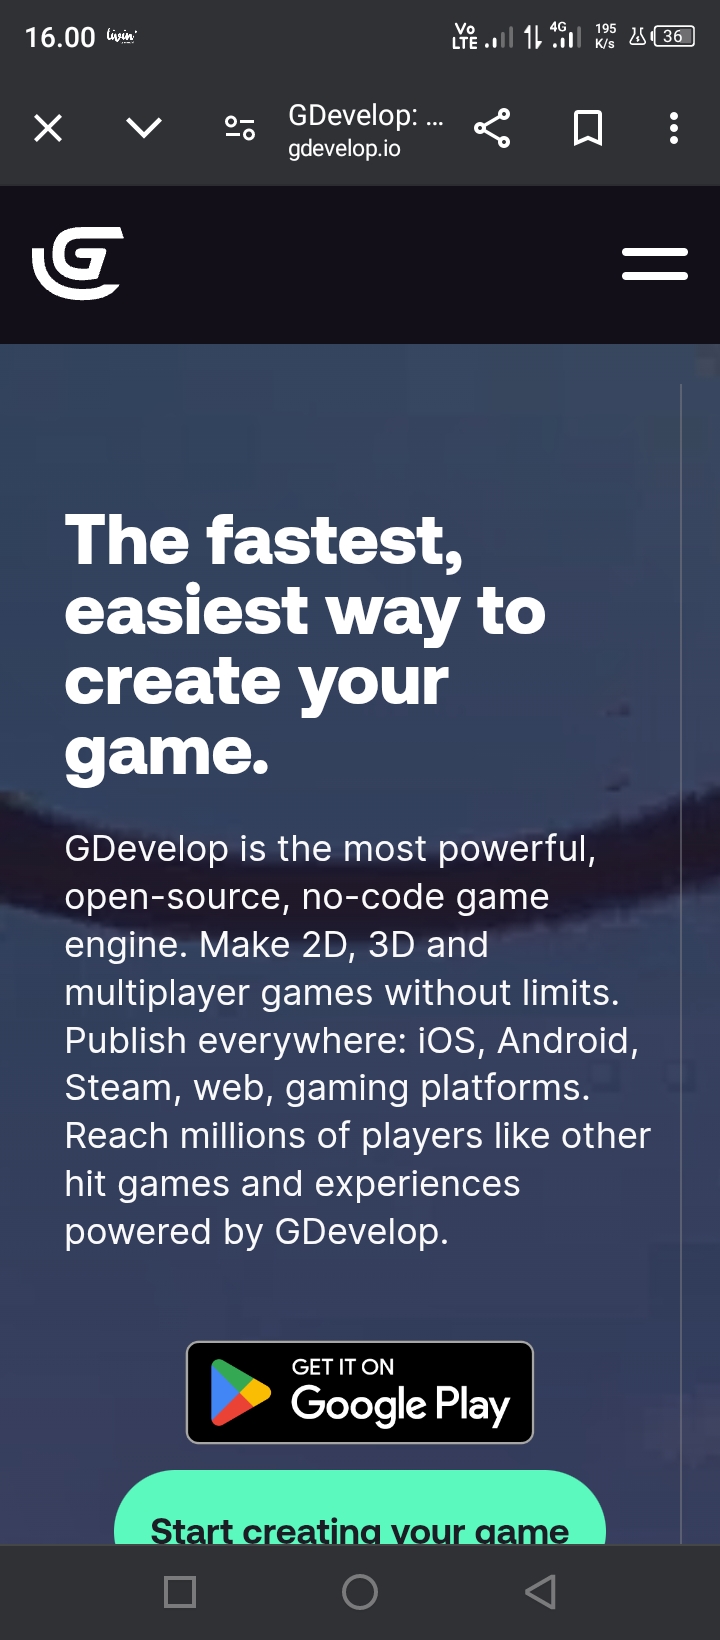 16.00 livin'
Vo LTE 4G 195 K/s 36
GDevelop: ...
gdevelop.io
The fastest,
easiest way to
create your
game.
GDevelop is the most powerful,
open-source, no-code game
engine. Make 2D, 3D and
multiplayer games without limits.
Publish everywhere: iOS, Android,
Steam, web, gaming platforms.
Reach millions of players like other
hit games and experiences
powered by GDevelop.
GET IT ON
Google Play
Start creating your game